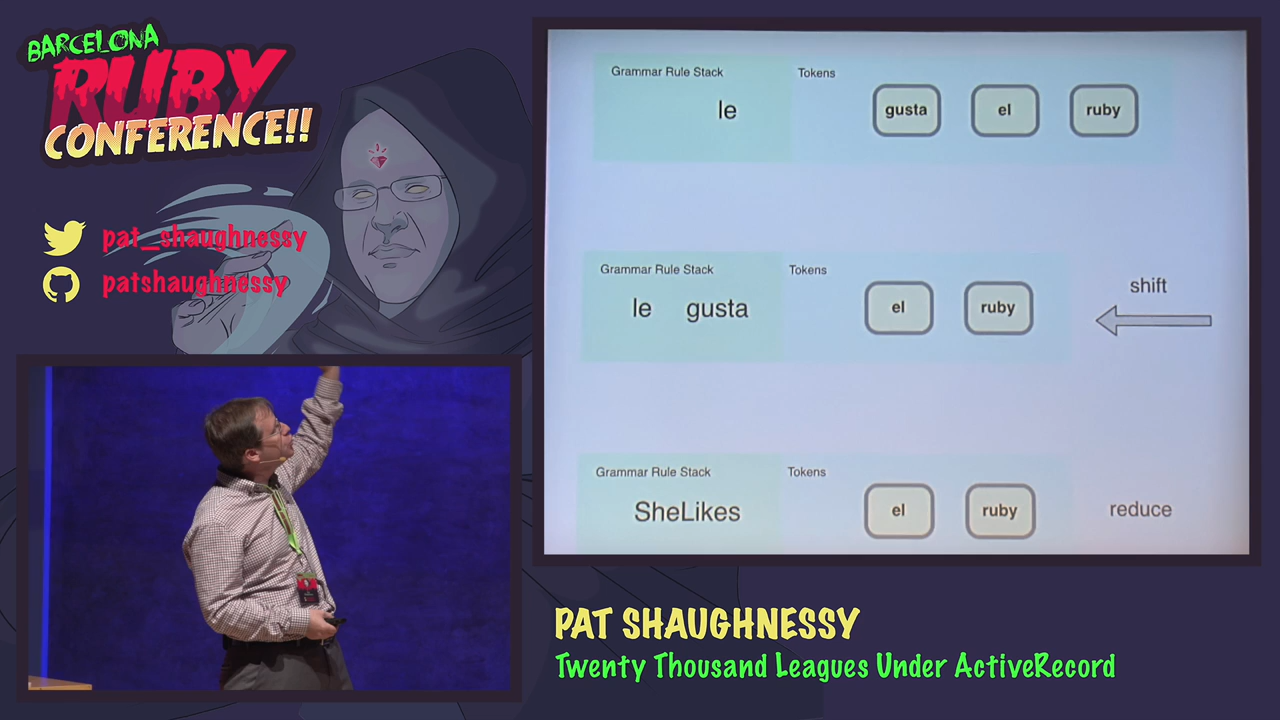 BARCELONA
RUBY
CONFERENCE!!
pat_shaughnessy
patshaughnessy
Grammar Rule Stack
Tokens
le
gusta
el
ruby
Grammar Rule Stack
Tokens
le gusta
el
ruby
shift
Grammar Rule Stack
Tokens
SheLikes
el
ruby
reduce
PAT SHAUGHNESSY
Twenty Thousand Leagues Under ActiveRecord